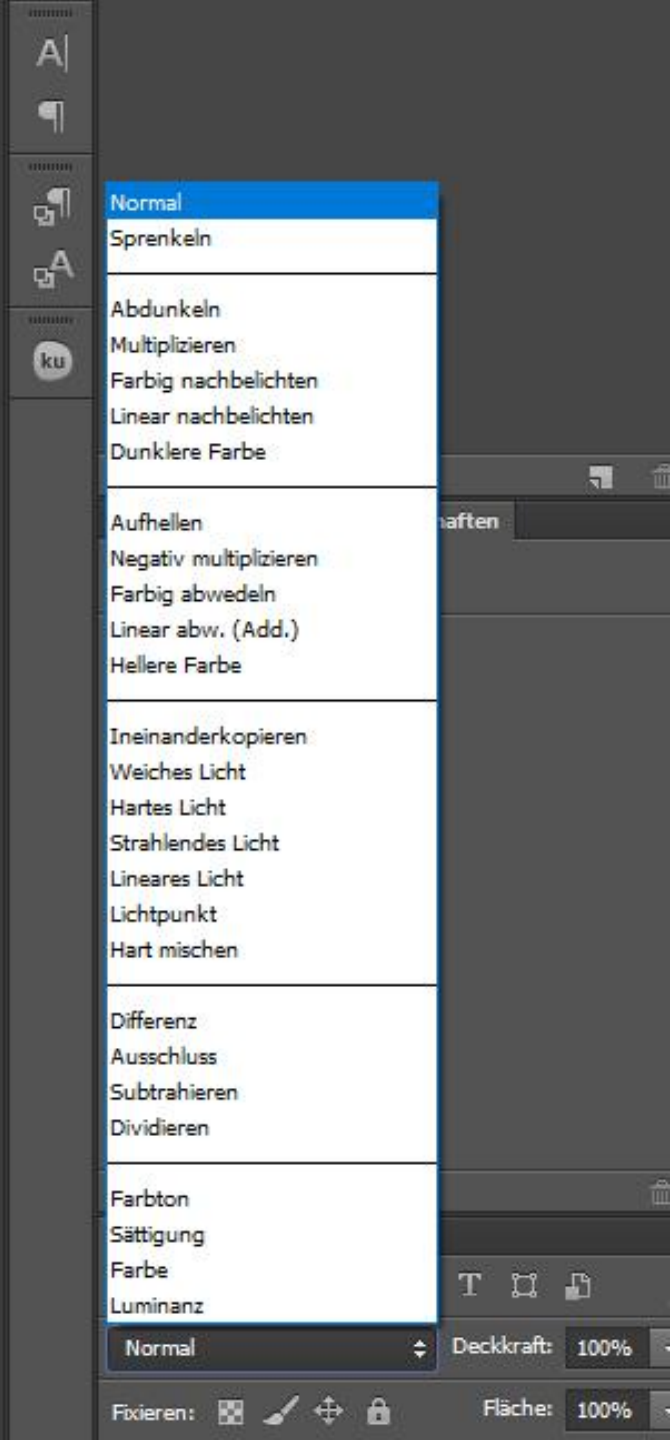 A
¶
¶
A
ku
Normal
Sprenkeln
Abdunkeln
Multiplizieren
Farbig nachbelichten
Linear nachbelichten
Dunklere Farbe
haften
Aufhellen
Negativ multiplizieren
Farbig abwedeln
Linear abw. (Add.)
Hellere Farbe
Ineinanderkopieren
Weiches Licht
Hartes Licht
Strahlendes Licht
Lineares Licht
Lichtpunkt
Hart mischen
Differenz
Ausschluss
Subtrahieren
Dividieren
Farbton
Sättigung
Farbe
Luminanz
T
Normal Deckkraft: 100%
Fixieren: Fläche: 100%